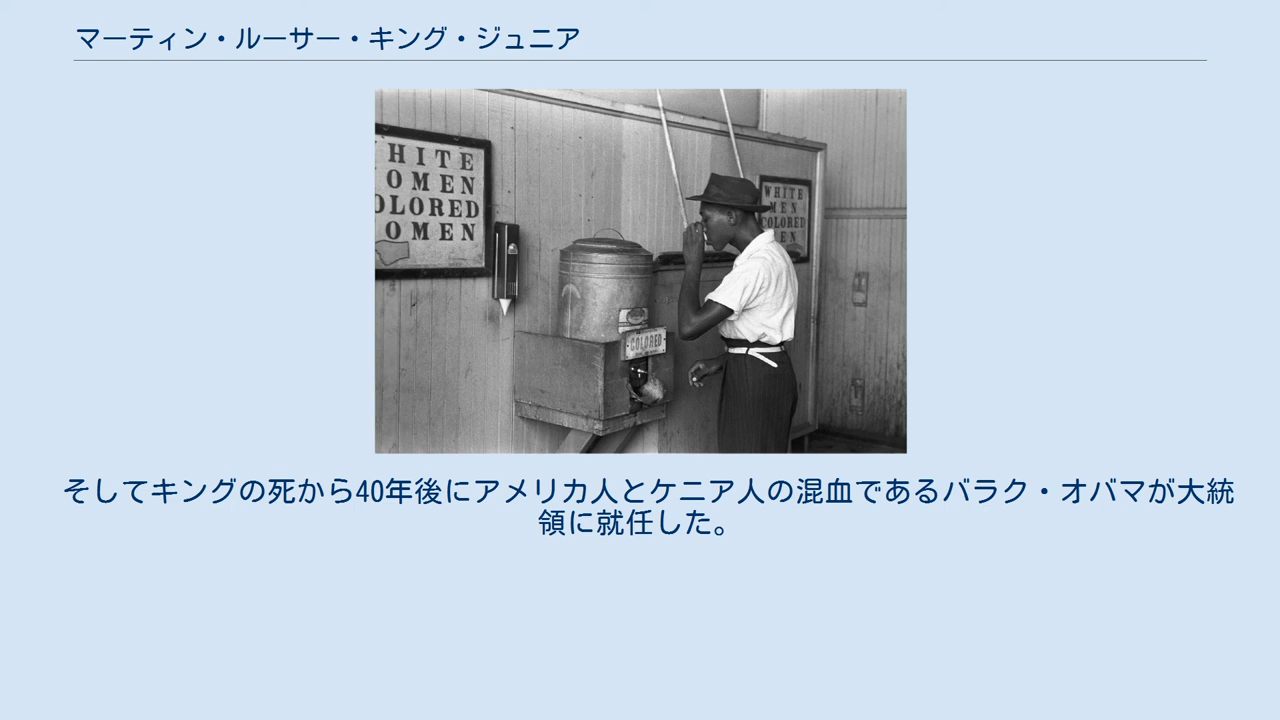 マーティン・ルーサー・キング・ジュニア
HITE
OMEN
OLORED
OMEN
WHITE
MEN
COLORED
EN
COLORED
そしてキングの死から40年後にアメリカ人とケニア人の混血であるバラク・オバマが大統
領に就任した。